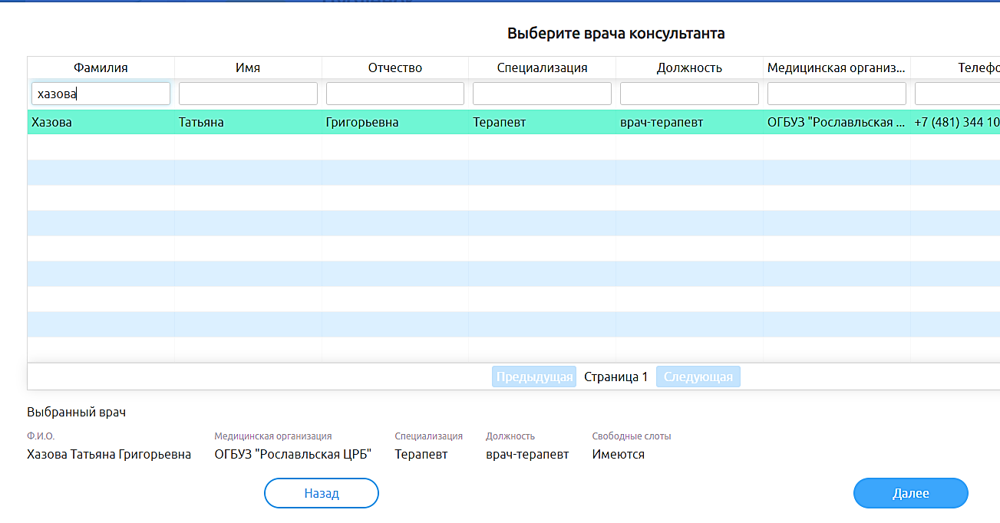 Выберите врача консультанта
Фамилия Имя Отчество Специализация Должность Медицинская организ... Телефо
хазова
Хазова Татьяна Григорьевна Терапевт врач-терапевт ОГБУЗ "Рославльская ... +7 (481) 344 10
Предыдущая Страница 1 Следующая
Выбранный врач
Ф.И.О. Медицинская организация Специализация Должность Свободные слоты
Хазова Татьяна Григорьевна ОГБУЗ "Рославльская ЦРБ" Терапевт врач-терапевт Имеются
Назад Далее